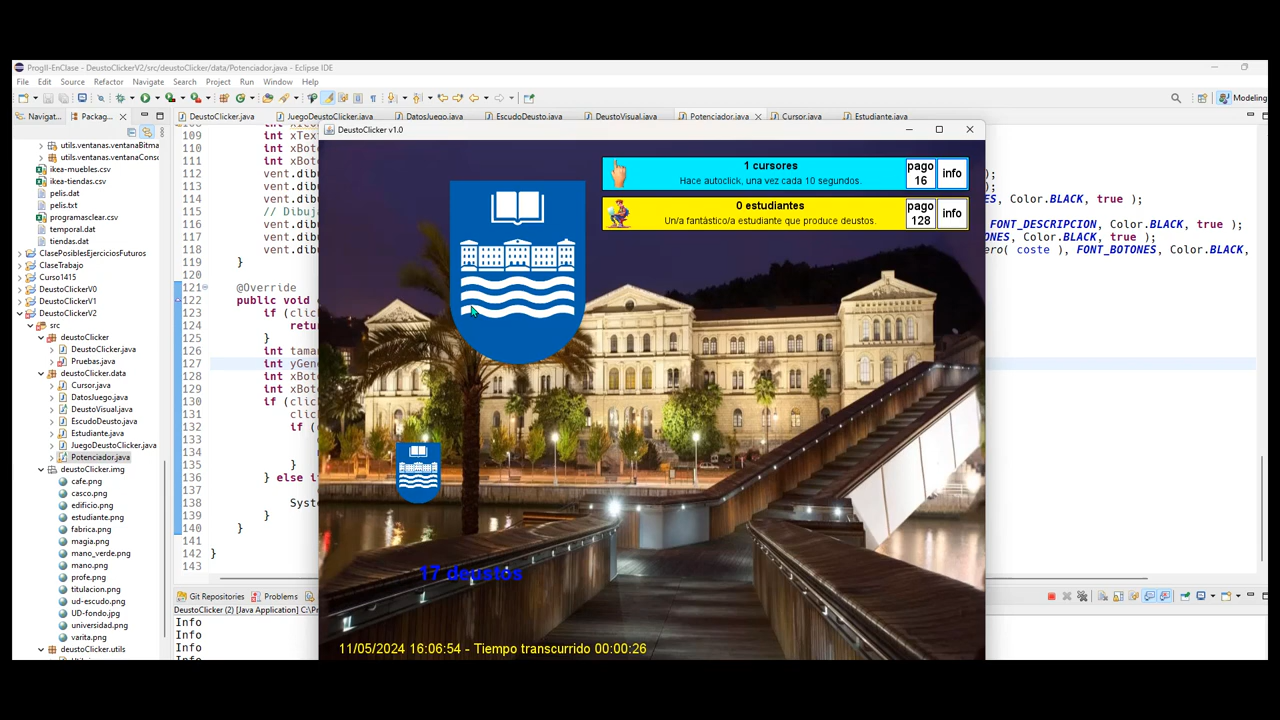 ProgII-EnClase - DeustoClickerV2/src/deustoClicker/data/Potenciador.java - Eclipse IDE
File Edit Source Refactor Navigate Search Project Run Window Help
Modeling
Navigat... Packag...
DeustoClicker.java JuegoDeustoClicker.java DatosJuego.java EscudoDeusto.java DeustoVisual.java Potenciador.java Cursor.java Estudiante.java
utils.ventanas.ventanaBitma
utils.ventanas.ventanaConso
ikea-muebles.csv
ikea-tiendas.csv
pelis.dat
pelis.txt
programasclear.csv
temporal.dat
tiendas.dat
ClasePosiblesEjerciciosFuturos
ClaseTrabajo
Curso1415
DeustoClickerV0
DeustoClickerV1
DeustoClickerV2
src
deustoClicker
DeustoClicker.java
Pruebas.java
deustoClicker.data
Cursor.java
DatosJuego.java
DeustoVisual.java
EscudoDeusto.java
Estudiante.java
JuegoDeustoClicker.java
Potenciador.java
deustoClicker.img
cafe.png
casco.png
edificio.png
estudiante.png
fabrica.png
magia.png
mano_verde.png
mano.png
profe.png
titulacion.png
ud-escudo.png
UD-fondo.jpg
universidad.png
varita.png
deustoClicker.utils
109 int xTex
110 int xBot
111 int xBot
112 vent.dib
113 vent.dib
114 vent.dib
115 // Dibuj
116 vent.dib
117 vent.dib
118 vent.dib
119 }
120
121 @Override
122 public void
123 if (clic
124 retu
125 }
126 int tama
127 int yGen
128 int xBot
129 int xBot
130 if (clic
131 clic
132 if (
133
134
135 }
136 } else i
137
138 Syst
139 }
140 }
141
142 }
143
);
);
, Color.BLACK, true );
FONT_DESCRIPCION, Color.BLACK, true );
ONES, Color.BLACK, true );
ero( coste ), FONT_BOTONES, Color.BLACK,
DeustoClicker v1.0
1 cursores
Hace autoclick, una vez cada 10 segundos.
pago
16
info
0 estudiantes
Un/a fantástico/a estudiante que produce deustos.
pago
128
info
17 deustos
11/05/2024 16:06:54 - Tiempo transcurrido 00:00:26
Git Repositories Problems
DeustoClicker (2) [Java Application] C:\Pr
Info
Info
Info